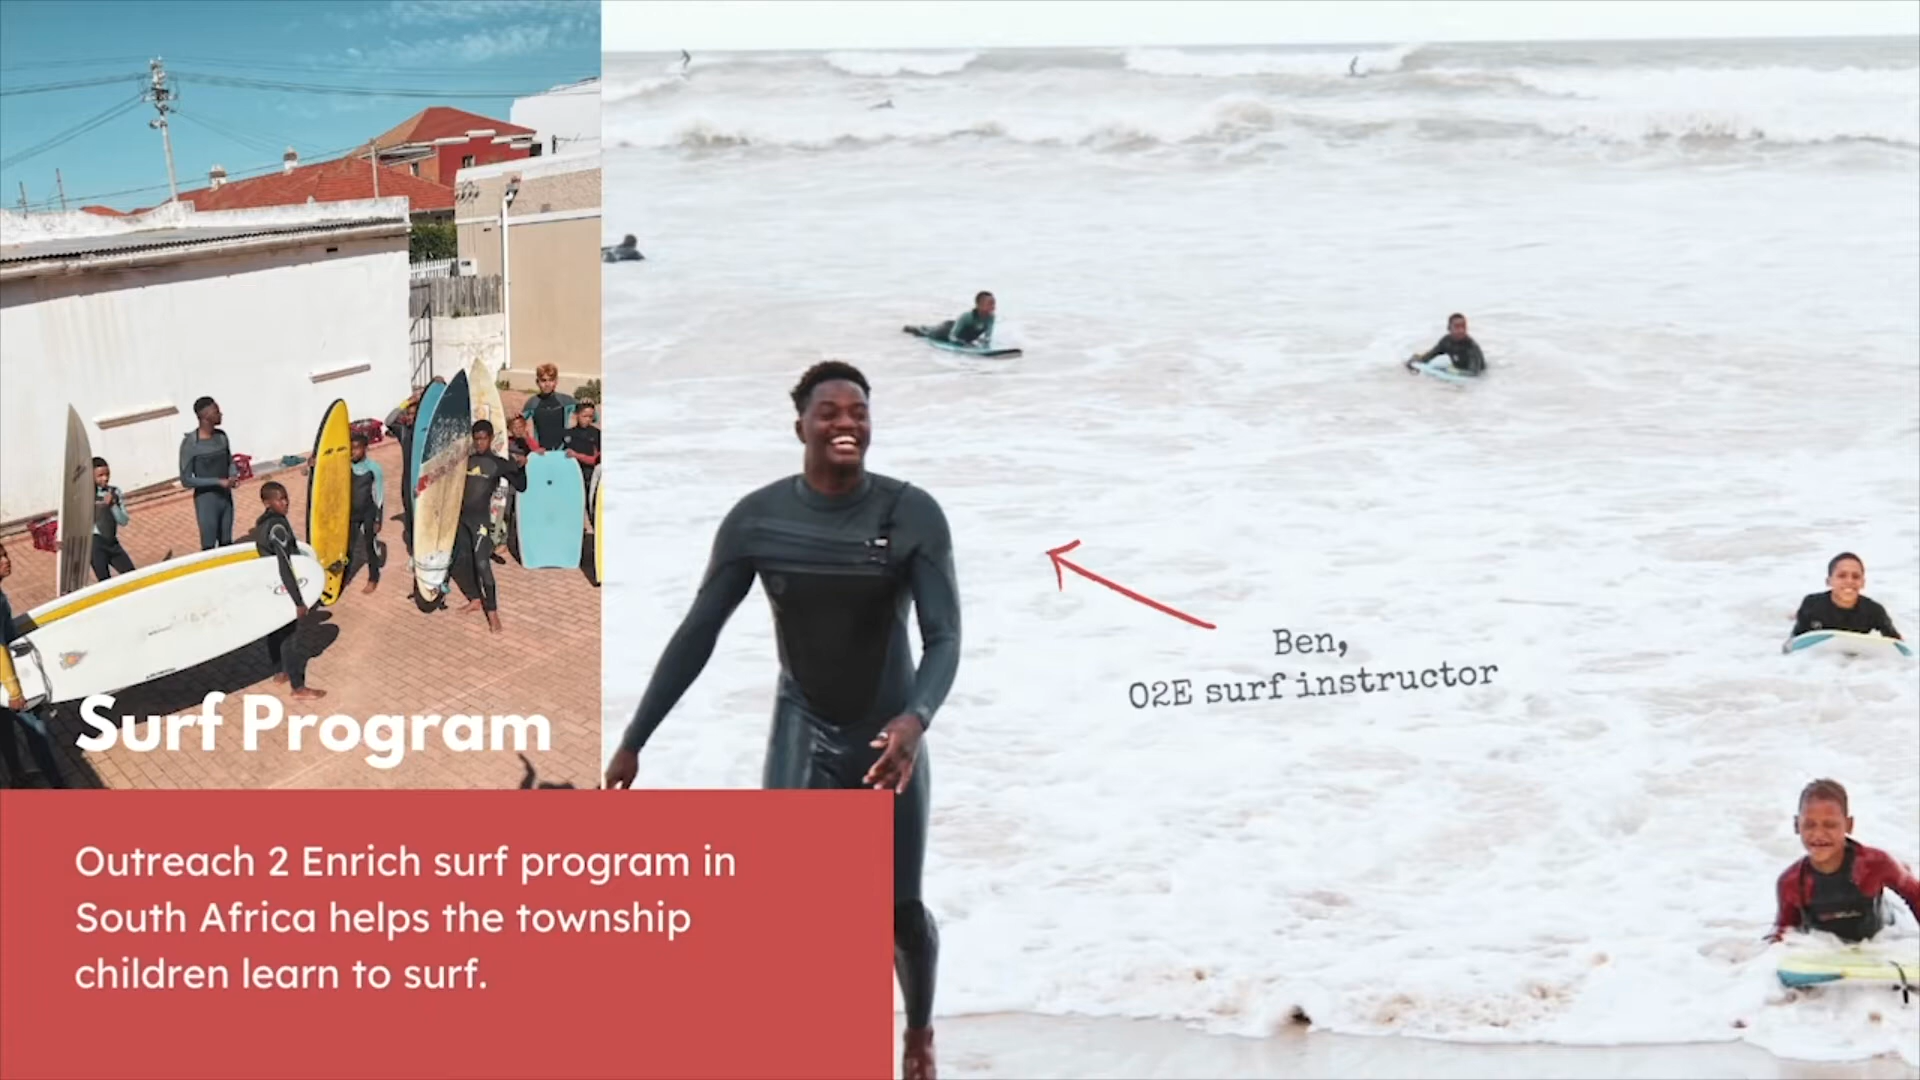 Surf Program
Outreach 2 Enrich surf program in
South Africa helps the township
children learn to surf.
Ben,
O2E surf instructor